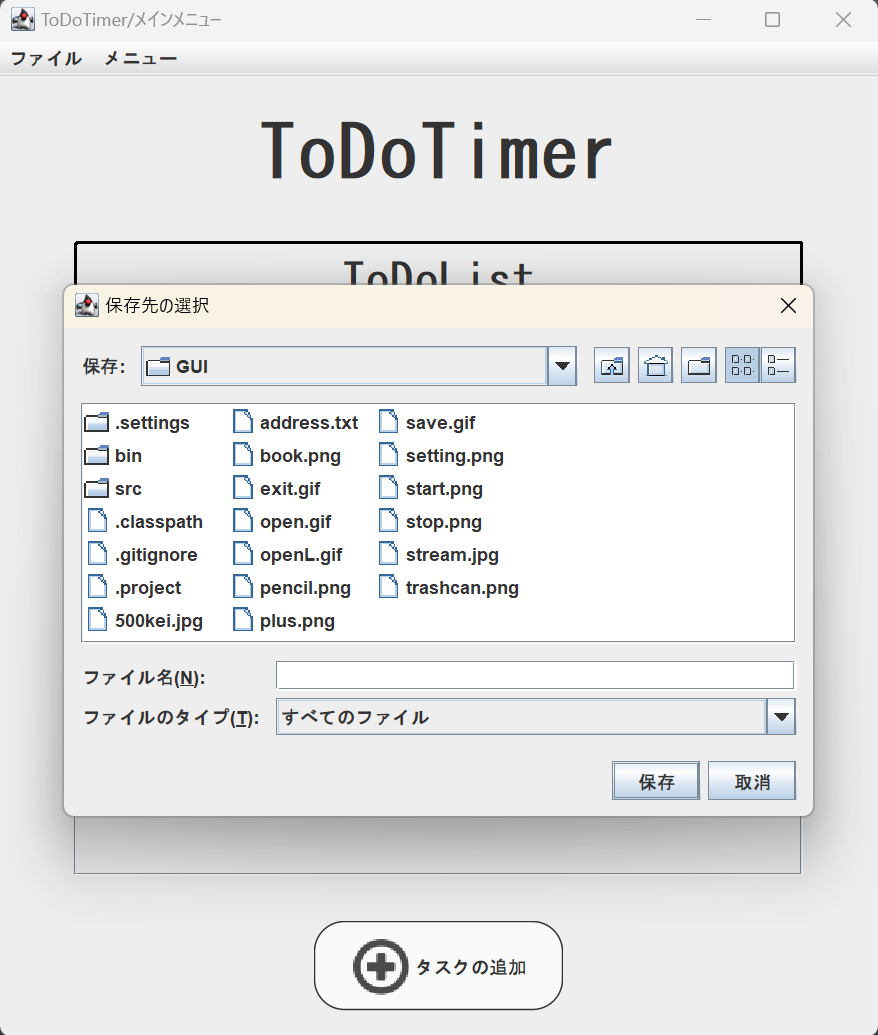 ToDoTimer/メインメニュー
ファイル メニュー
ToDoTimer
ToDoList
保存先の選択
保存: GUI
.settings address.txt save.gif
bin book.png setting.png
src exit.gif start.png
.classpath open.gif stop.png
.gitignore openL.gif stream.jpg
.project pencil.png trashcan.png
500kei.jpg plus.png
ファイル名(N):
ファイルのタイプ(T): すべてのファイル
保存 取消
タスクの追加